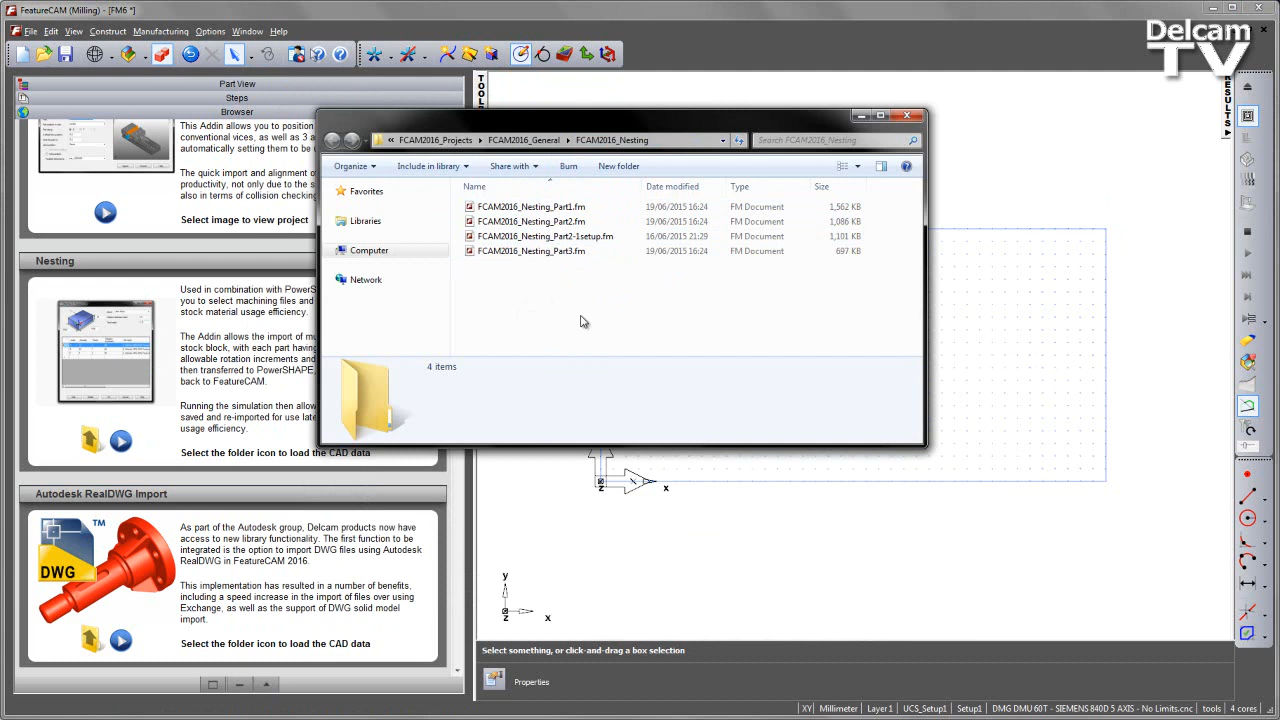 FeatureCAM (Milling) - [FM6 *]
File Edit View Construct Manufacturing Options Window Help
Delcam
TV
Part View
Steps
Browser
This Addin allows you to position
conventional vices, as well as 3 a
automatically setting them to be u
The quick import and alignment o
productivity, not only due to the si
also in terms of collision checking
Select image to view project
Nesting
Used in combination with PowerS
you to select machining files and
stock material usage efficiency.
The Addin allows the import of mu
stock block, with each part having
allowable rotation increments and
then transferred to PowerSHAPE,
back to FeatureCAM.
Running the simulation then allow
saved and re-imported for use late
usage efficiency.
Select the folder icon to load the CAD data
Autodesk RealDWG Import
DWG
TM
As part of the Autodesk group, Delcam products now have
access to new library functionality. The first function to be
integrated is the option to import DWG files using Autodesk
RealDWG in FeatureCAM 2016.
This implementation has resulted in a number of benefits,
including a speed increase in the import of files over using
Exchange, as well as the support of DWG solid model
import.
Select the folder icon to load the CAD data
FCAM2016_Projects FCAM2016_General FCAM2016_Nesting
Search FCAM2016_Nesting
Organize Include in library Share with Burn New folder
Favorites
Libraries
Computer
Network
Name Date modified Type Size
FCAM2016_Nesting_Part1.fm 19/06/2015 16:24 FM Document 1,562 KB
FCAM2016_Nesting_Part2.fm 19/06/2015 16:24 FM Document 1,086 KB
FCAM2016_Nesting_Part2-1setup.fm 16/06/2015 21:29 FM Document 1,101 KB
FCAM2016_Nesting_Part3.fm 19/06/2015 16:24 FM Document 697 KB
4 items
RESULTS
z x
y
z x
Select something, or click-and-drag a box selection
Properties
XY Millimeter Layer1 UCS_Setup1 Setup1 DMG DMU 60T - SIEMENS 840D 5 AXIS - No Limits.cnc tools 4 cores